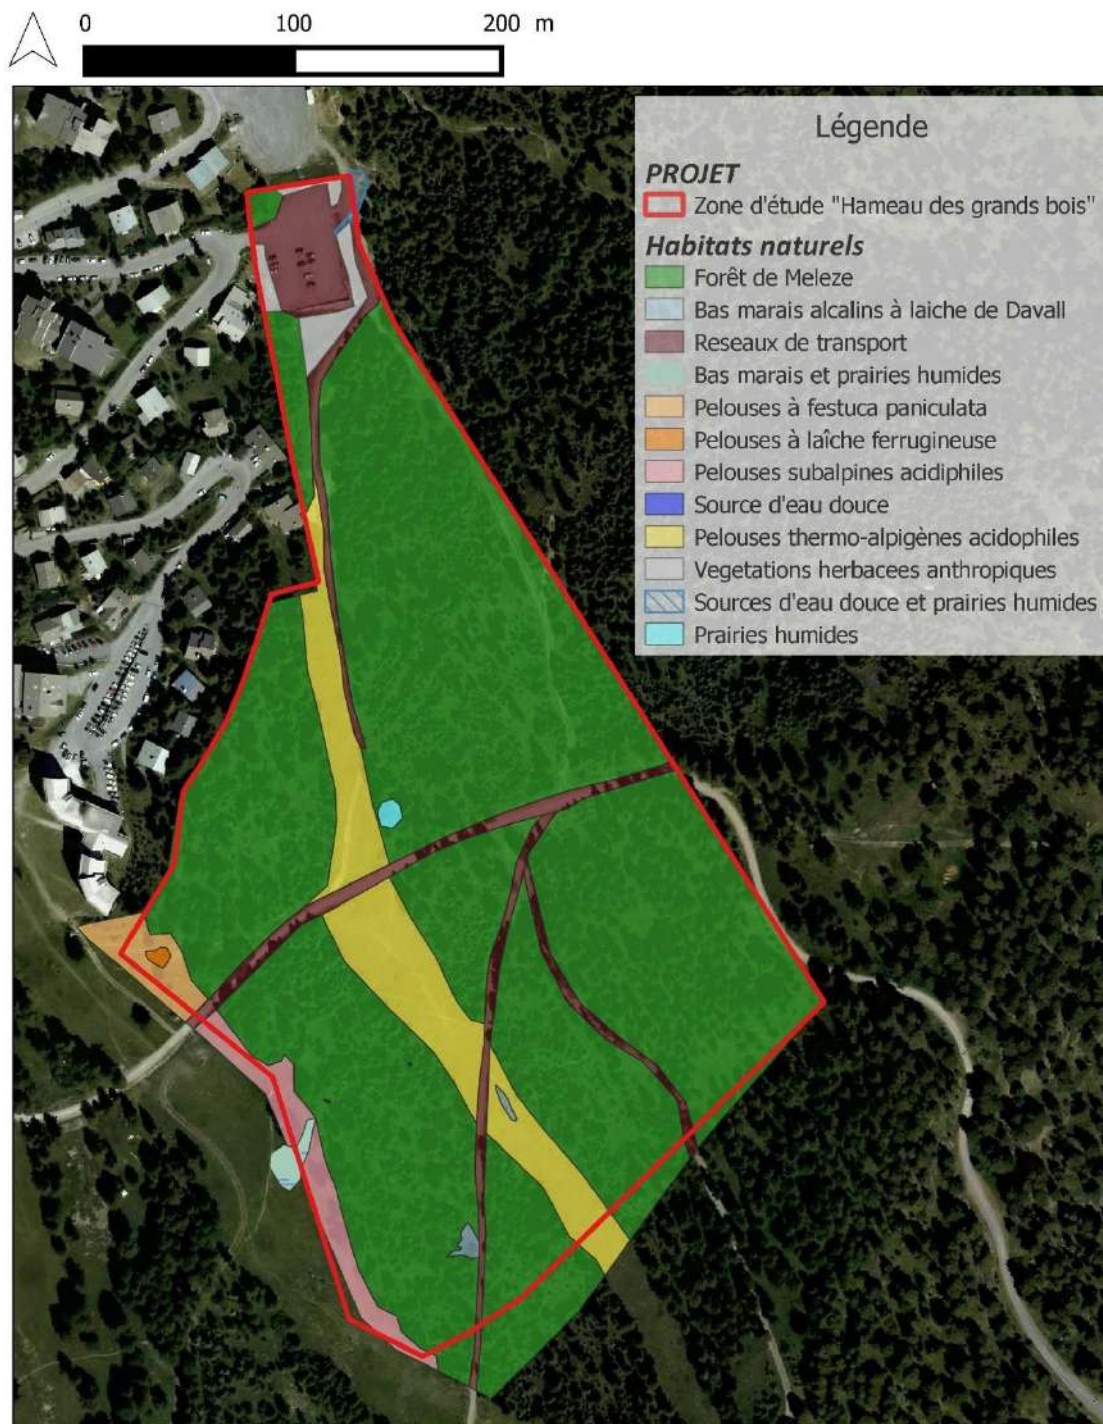 0 100 200 m
Légende
PROJET
Zone d'étude "Hameau des grands bois"
Habitats naturels
Forêt de Meleze
Bas marais alcalins à laiche de Davall
Reseaux de transport
Bas marais et prairies humides
Pelouses à festuca paniculata
Pelouses à laîche ferrugineuse
Pelouses subalpines acidiphiles
Source d'eau douce
Pelouses thermo-alpigènes acidophiles
Vegetations herbacees anthropiques
Sources d'eau douce et prairies humides
Prairies humides